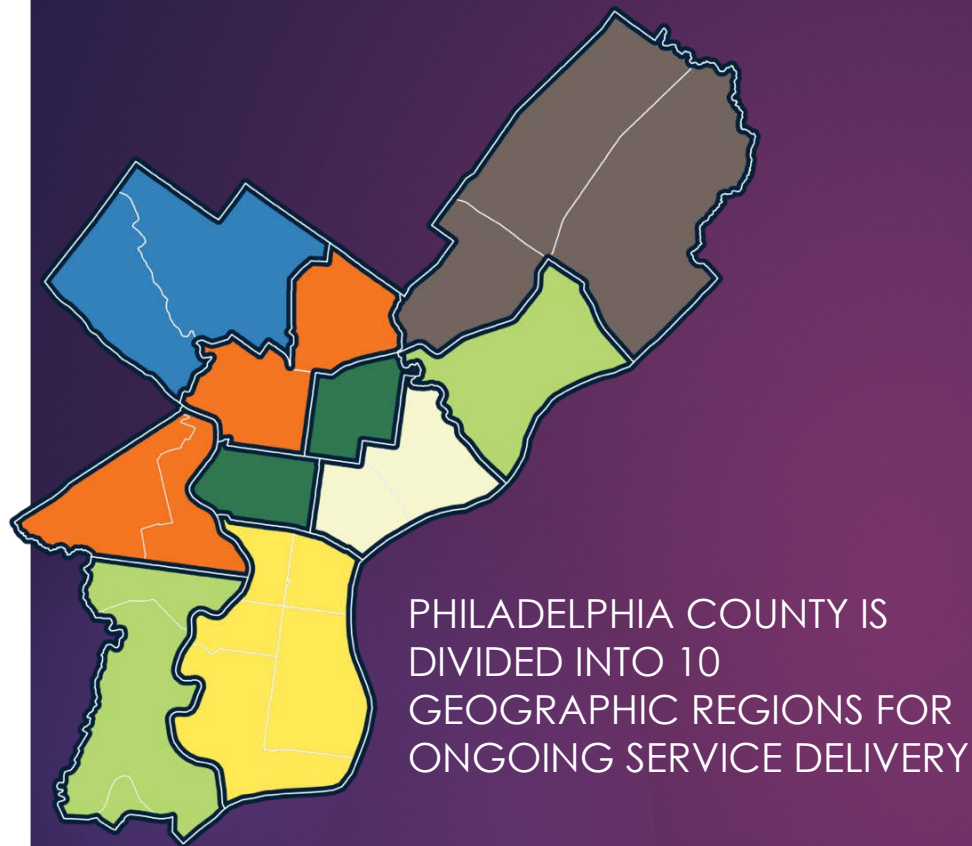 PHILADELPHIA COUNTY IS
DIVIDED INTO 10
GEOGRAPHIC REGIONS FOR
ONGOING SERVICE DELIVERY